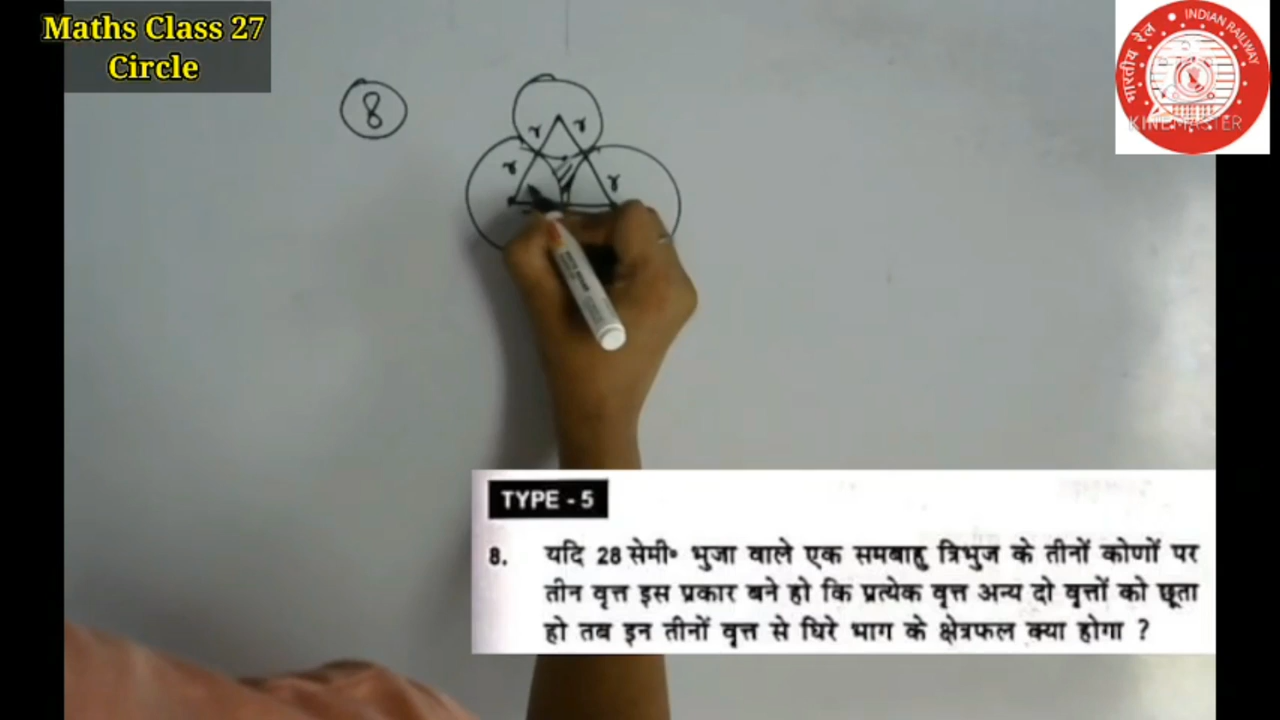 Maths Class 27
Circle
INDIAN RAILWAY
भारतीय रेल
KINEMASTER
8
r r
r
r
TYPE - 5
8. यदि 28 सेमी॰ भुजा वाले एक समबाहु त्रिभुज के तीनों कोणों पर
तीन वृत्त इस प्रकार बने हो कि प्रत्येक वृत्त अन्य दो वृत्तों को छूता
हो तब इन तीनों वृत्त से घिरे भाग के क्षेत्रफल क्या होगा ?